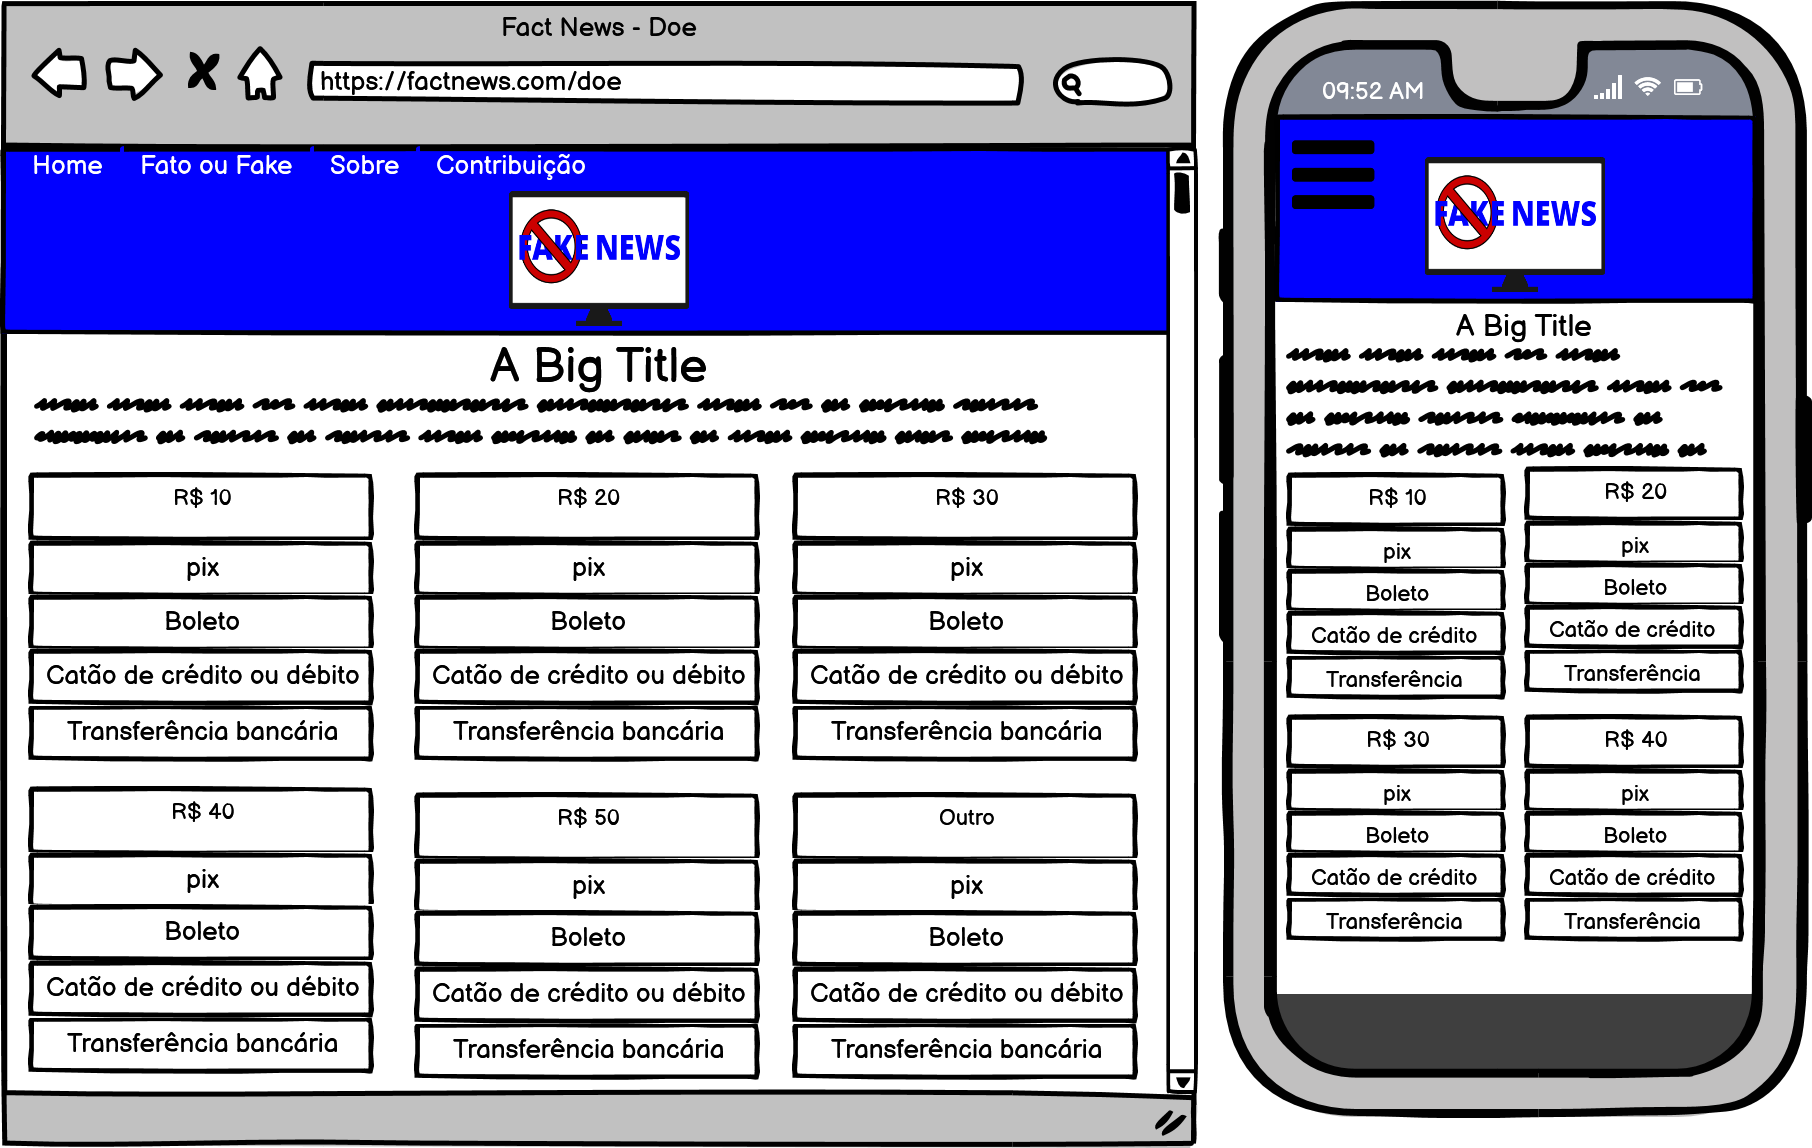 Fact News - Doe
https://factnews.com/doe
Home Fato ou Fake Sobre Contribuição
FAKE NEWS
A Big Title
R$ 10 R$ 20 R$ 30
pix pix pix
Boleto Boleto Boleto
Catão de crédito ou débito Catão de crédito ou débito Catão de crédito ou débito
Transferência bancária Transferência bancária Transferência bancária
R$ 40 R$ 50 Outro
pix pix pix
Boleto Boleto Boleto
Catão de crédito ou débito Catão de crédito ou débito Catão de crédito ou débito
Transferência bancária Transferência bancária Transferência bancária
09:52 AM
FAKE NEWS
A Big Title
R$ 10 R$ 20
pix pix
Boleto Boleto
Catão de crédito Catão de crédito
Transferência Transferência
R$ 30 R$ 40
pix pix
Boleto Boleto
Catão de crédito Catão de crédito
Transferência Transferência